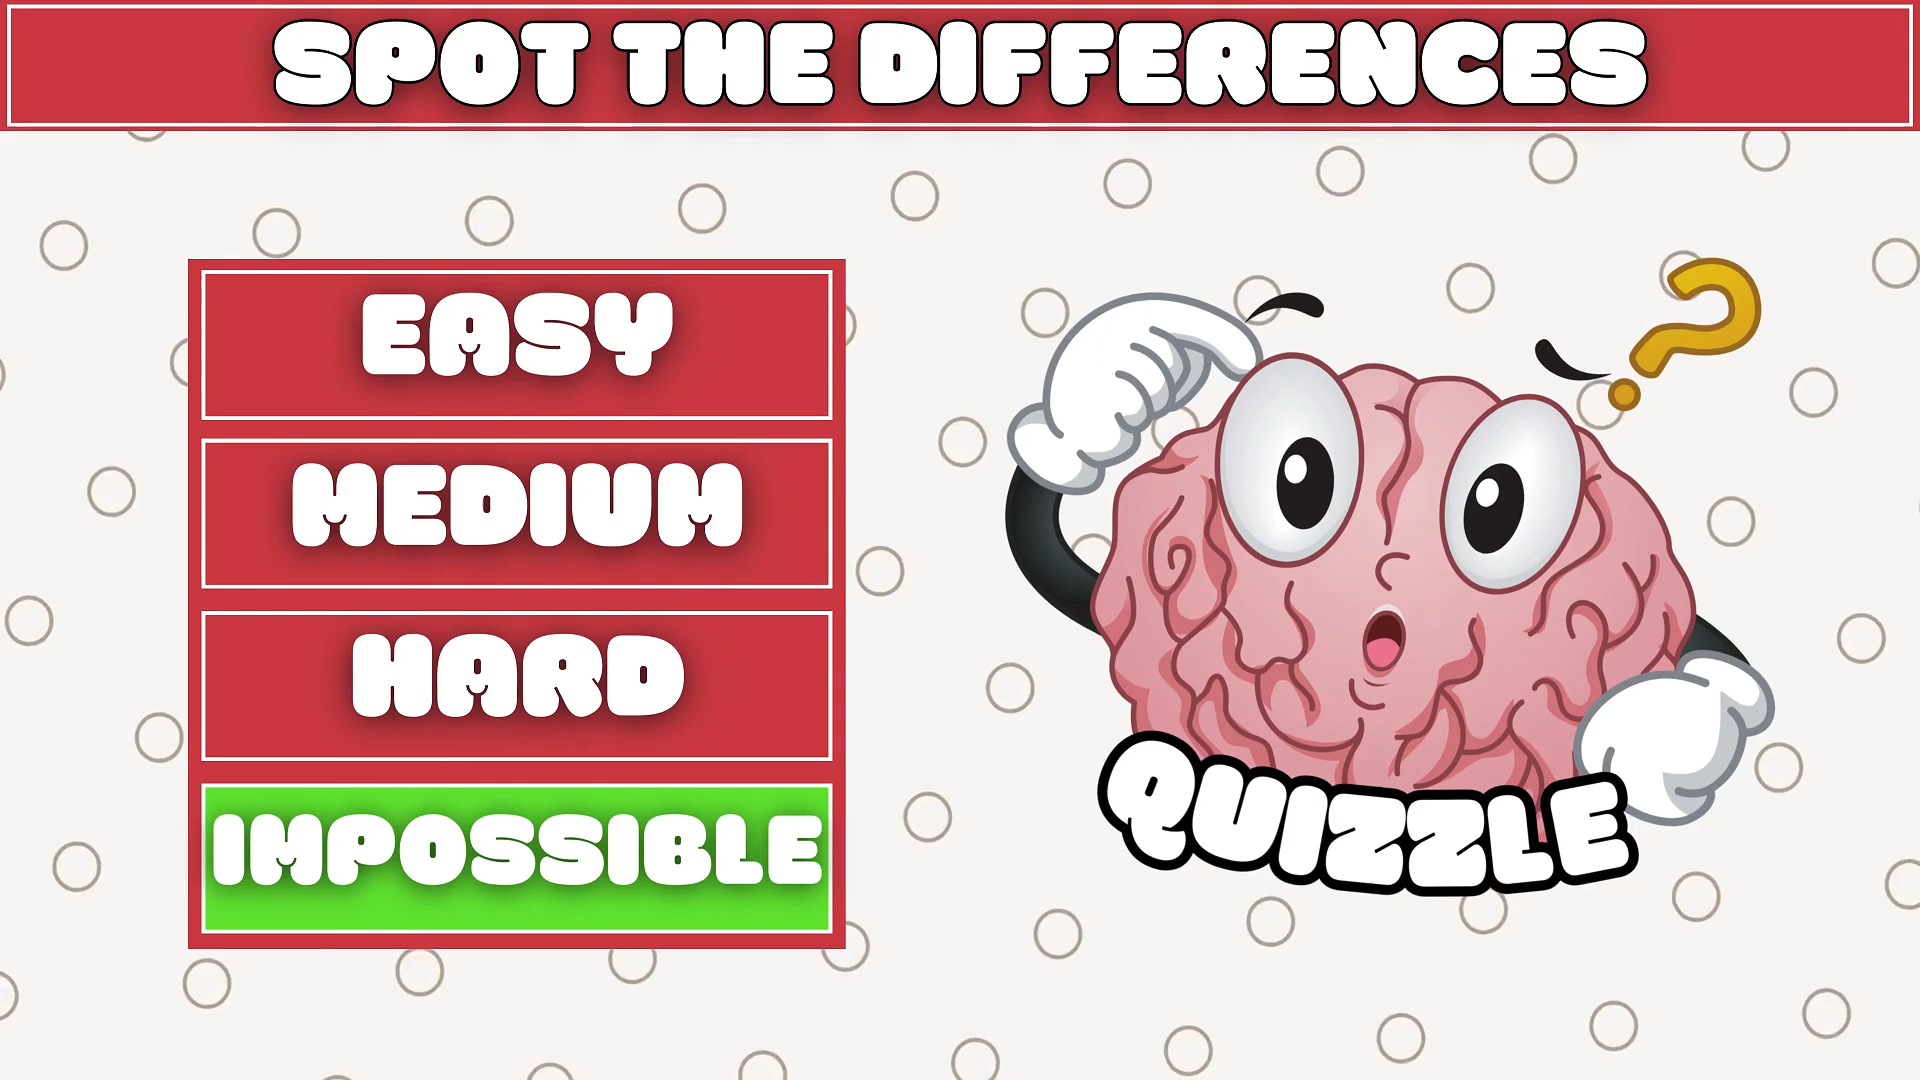 SPOT THE DIFFERENCES
EASY
MEDIUM
HARD
IMPOSSIBLE
?
QUIZZLE